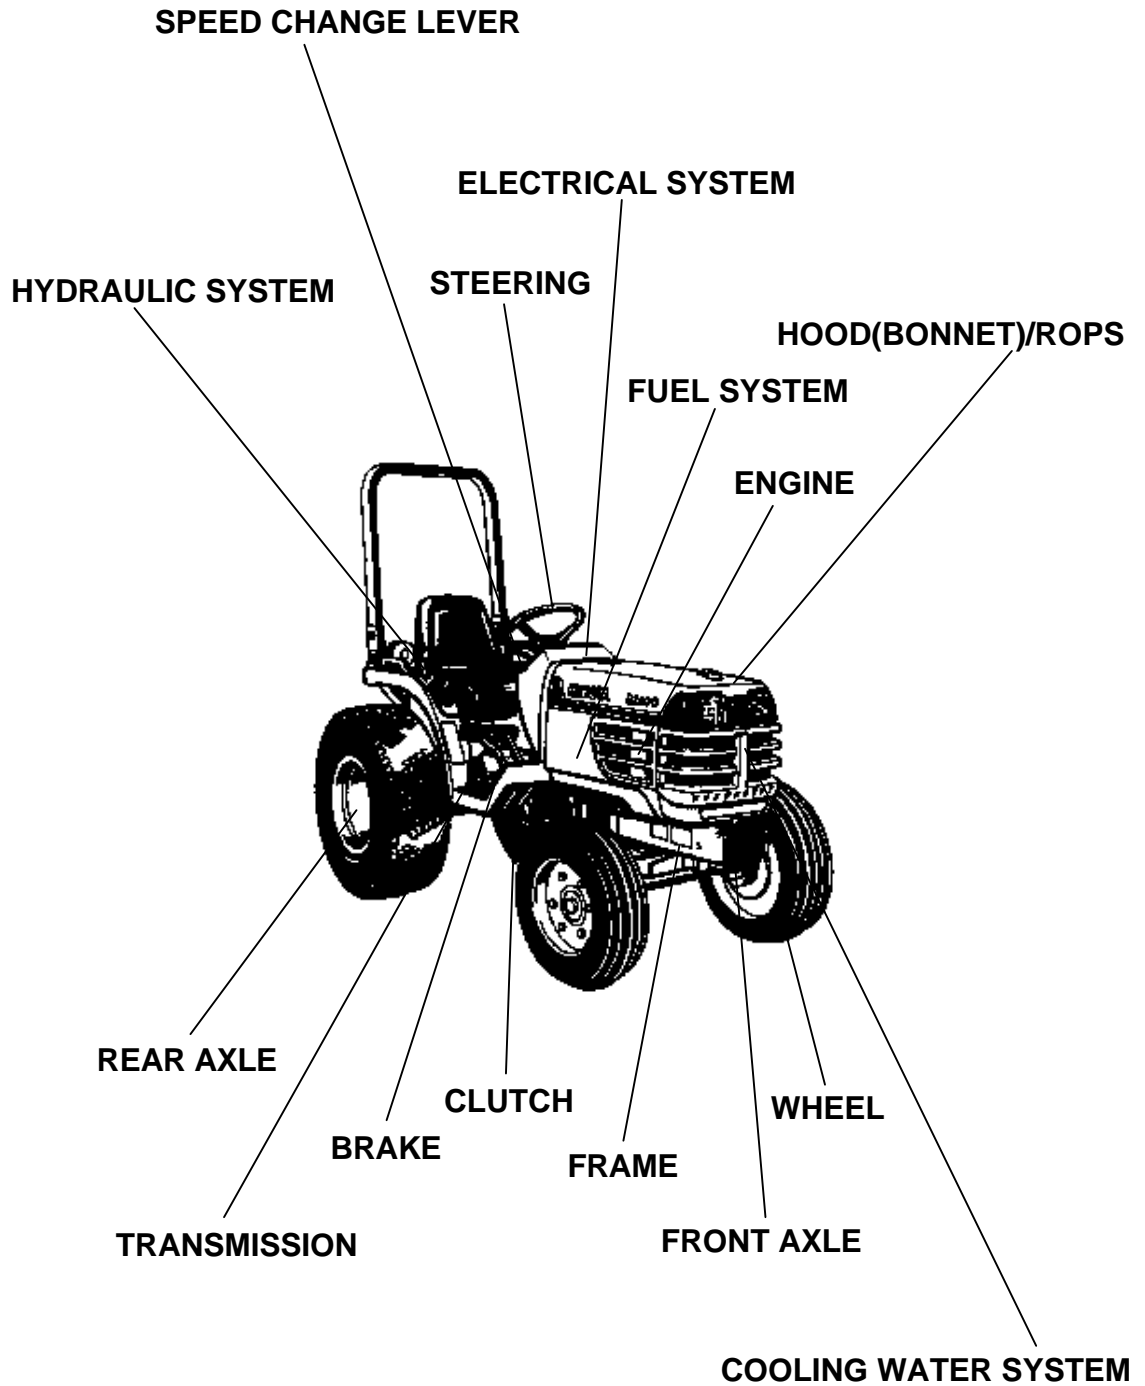 SPEED CHANGE LEVER
ELECTRICAL SYSTEM
STEERING
HYDRAULIC SYSTEM
HOOD(BONNET)/ROPS
FUEL SYSTEM
ENGINE
REAR AXLE
CLUTCH
WHEEL
BRAKE
FRAME
TRANSMISSION
FRONT AXLE
COOLING WATER SYSTEM